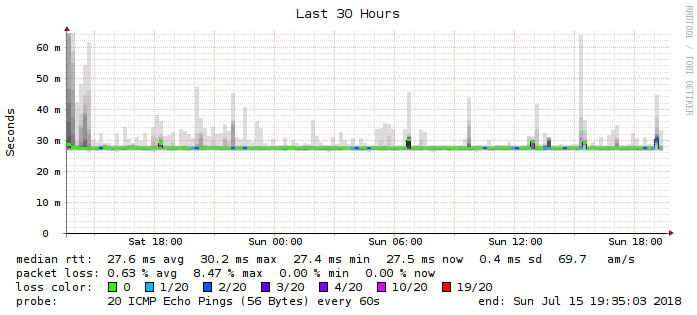 Last 30 Hours
RRDTOOL / TOBI OETIKER
Seconds
60 m
50 m
40 m
30 m
20 m
10 m
0
Sat 18:00 Sun 00:00 Sun 06:00 Sun 12:00 Sun 18:00
median rtt: 27.6 ms avg 30.2 ms max 27.4 ms min 27.5 ms now 0.4 ms sd 69.7 am/s
packet loss: 0.63 % avg 8.47 % max 0.00 % min 0.00 % now
loss color: 0 1/20 2/20 3/20 4/20 10/20 19/20
probe: 20 ICMP Echo Pings (56 Bytes) every 60s end: Sun Jul 15 19:35:03 2018